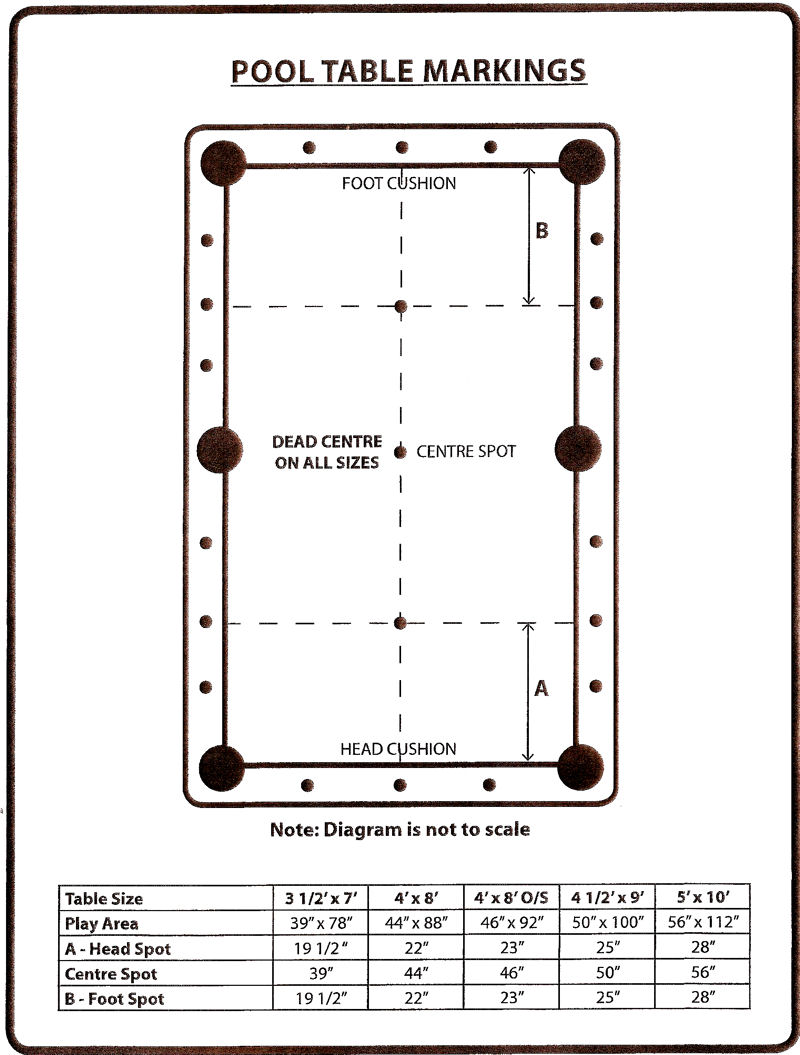 POOL TABLE MARKINGS
FOOT CUSHION
B
DEAD CENTRE
ON ALL SIZES
CENTRE SPOT
A
HEAD CUSHION
Note: Diagram is not to scale
Table Size 3 1/2' x 7' 4' x 8' 4' x 8' O/S 4 1/2' x 9' 5' x 10'
Play Area 39" x 78" 44" x 88" 46" x 92" 50" x 100" 56" x 112"
A - Head Spot 19 1/2 " 22" 23" 25" 28"
Centre Spot 39" 44" 46" 50" 56"
B - Foot Spot 19 1/2" 22" 23" 25" 28"